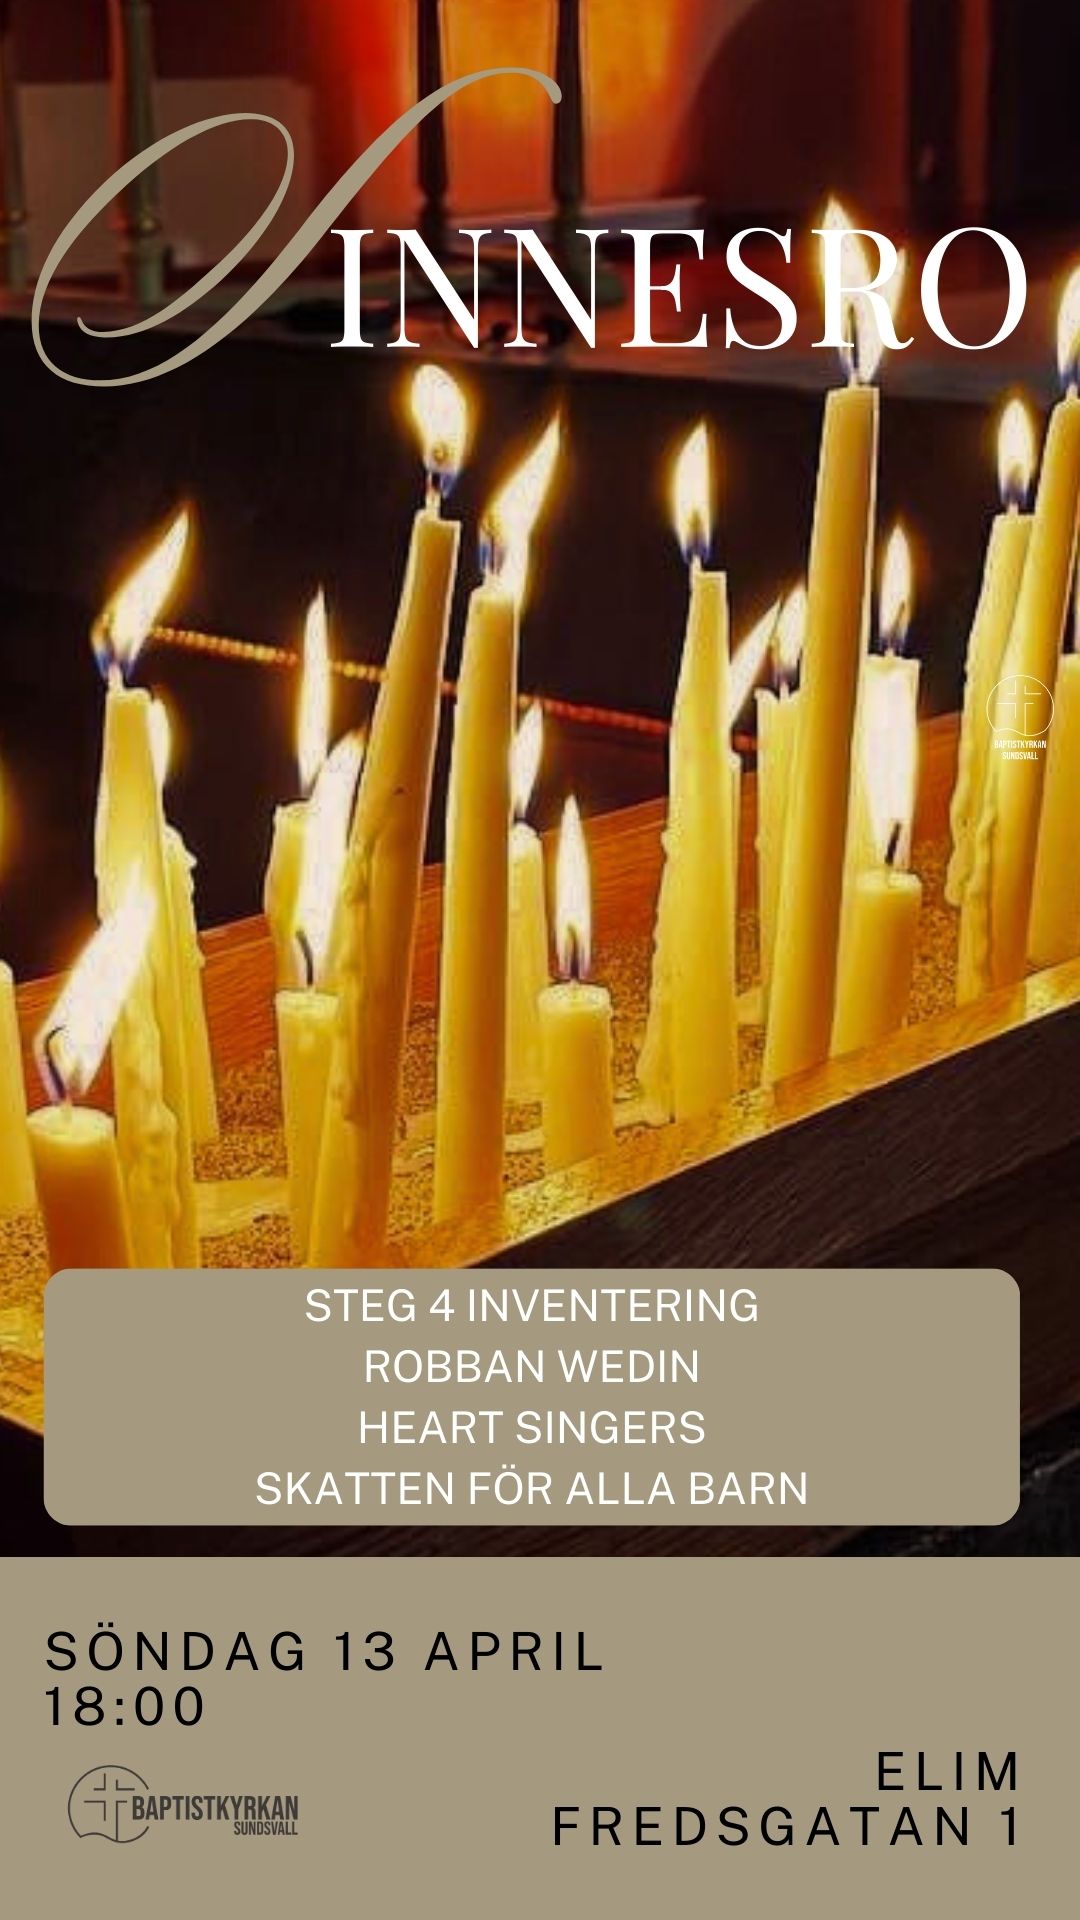 SINNESRO
BAPTISTKYRKAN
SUNDSVALL
STEG 4 INVENTERING
ROBBAN WEDIN
HEART SINGERS
SKATTEN FÖR ALLA BARN
SÖNDAG 13 APRIL
18:00
ELIM
FREDSGATAN 1
BAPTISTKYRKAN
SUNDSVALL